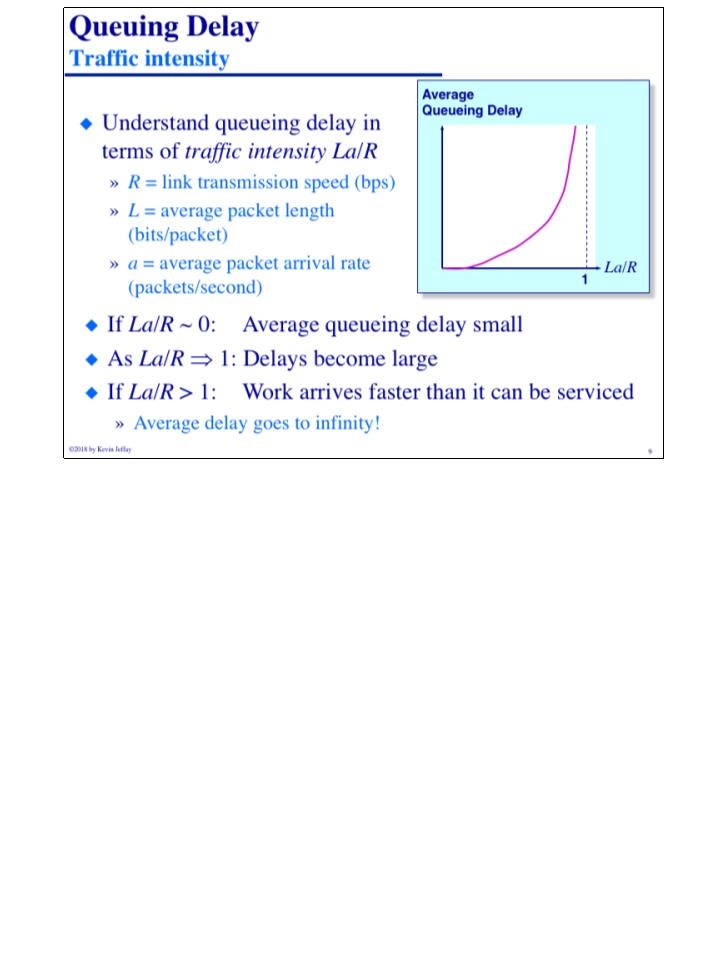 Queuing Delay
Traffic intensity
Average
Queueing Delay
◆ Understand queueing delay in
terms of traffic intensity La/R
» R = link transmission speed (bps)
» L = average packet length
(bits/packet)
» a = average packet arrival rate
(packets/second)
La/R
1
◆ If La/R ~ 0: Average queueing delay small
◆ As La/R ⇒ 1: Delays become large
◆ If La/R > 1: Work arrives faster than it can be serviced
» Average delay goes to infinity!
©2018 by Kevin Jeffay
9